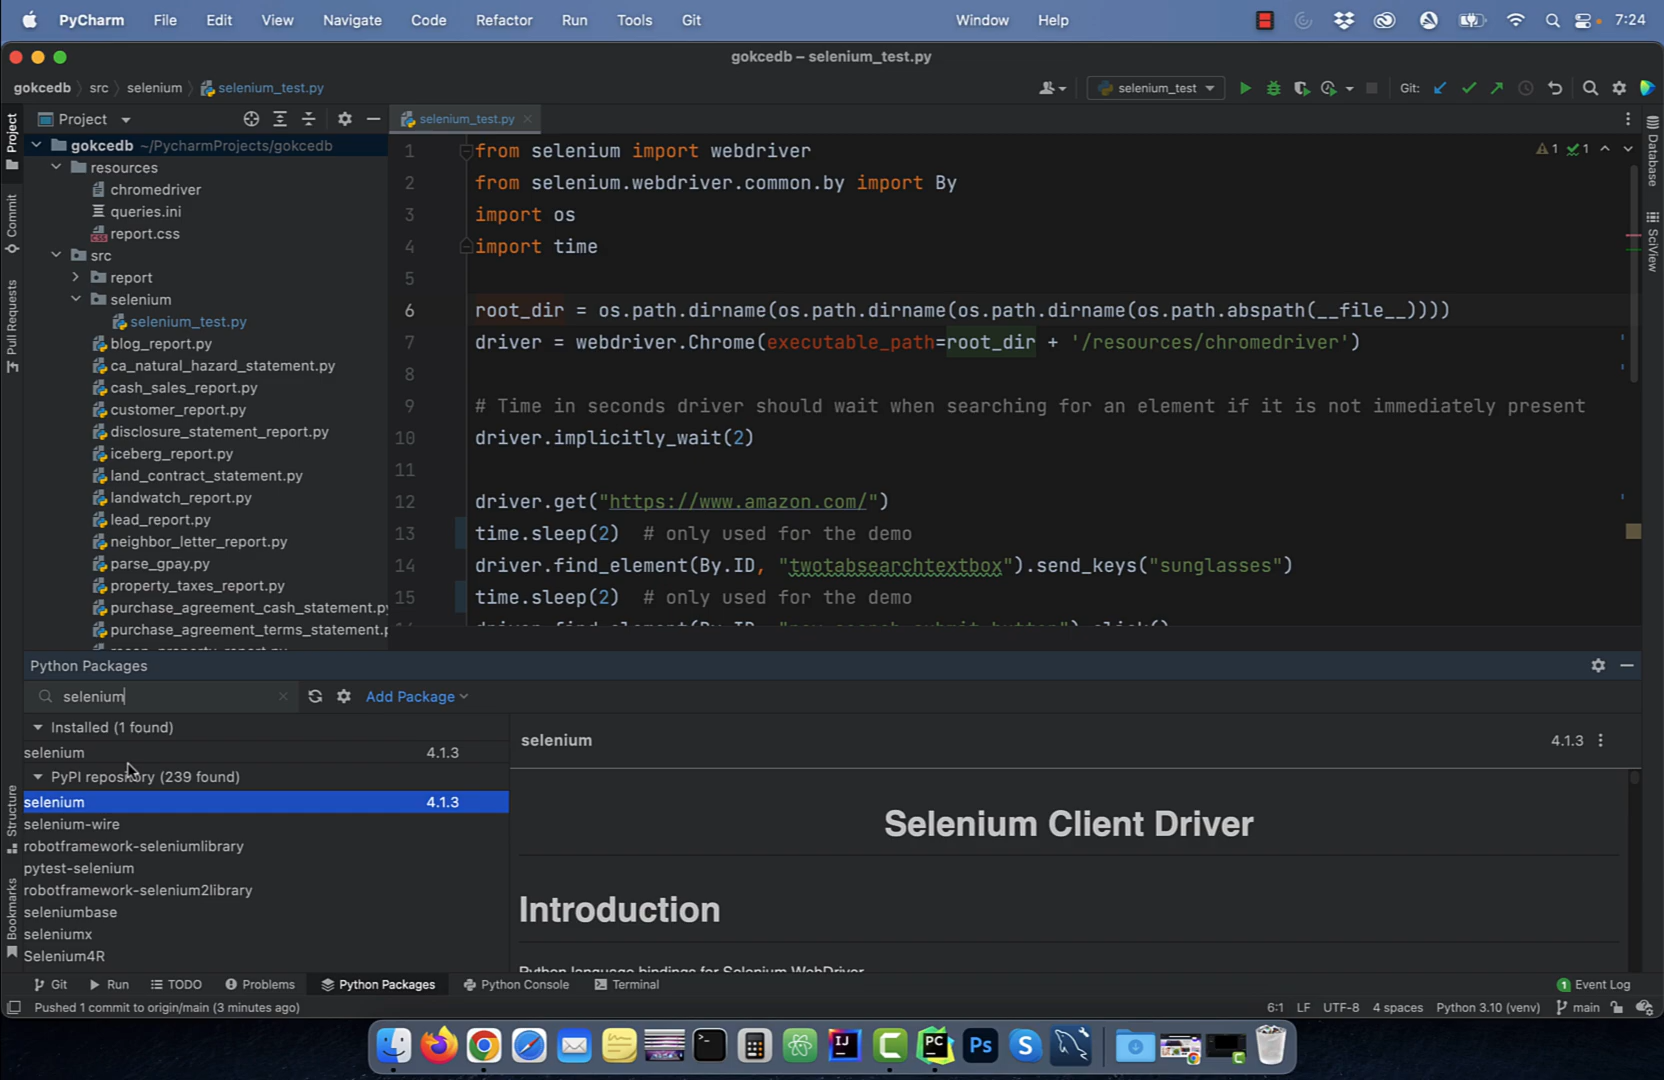 PyCharm File Edit View Navigate Code Refactor Run Tools Git Window Help 7:24
gokcedb – selenium_test.py
gokcedb src selenium selenium_test.py selenium_test Git:
Project
selenium_test.py
gokcedb ~/PycharmProjects/gokcedb
resources
chromedriver
queries.ini
report.css
src
report
selenium
selenium_test.py
blog_report.py
ca_natural_hazard_statement.py
cash_sales_report.py
customer_report.py
disclosure_statement_report.py
iceberg_report.py
land_contract_statement.py
landwatch_report.py
lead_report.py
neighbor_letter_report.py
parse_gpay.py
property_taxes_report.py
purchase_agreement_cash_statement.py
purchase_agreement_terms_statement.p
Project
Commit
Pull Requests
Structure
Bookmarks
1 from selenium import webdriver
2 from selenium.webdriver.common.by import By
3 import os
4 import time
5
6 root_dir = os.path.dirname(os.path.dirname(os.path.dirname(os.path.abspath(__file__))))
7 driver = webdriver.Chrome(executable_path=root_dir + '/resources/chromedriver')
8
9 # Time in seconds driver should wait when searching for an element if it is not immediately present
10 driver.implicitly_wait(2)
11
12 driver.get("https://www.amazon.com/")
13 time.sleep(2) # only used for the demo
14 driver.find_element(By.ID, "twotabsearchtextbox").send_keys("sunglasses")
15 time.sleep(2) # only used for the demo
1 1
Database
SciView
Python Packages
selenium
Add Package
Installed (1 found)
selenium 4.1.3
PyPI repository (239 found)
selenium 4.1.3
selenium-wire
robotframework-seleniumlibrary
pytest-selenium
robotframework-selenium2library
seleniumbase
seleniumx
Selenium4R
selenium 4.1.3
Selenium Client Driver
Introduction
Python language bindings for Selenium WebDriver
Git Run TODO Problems Python Packages Python Console Terminal 1 Event Log
Pushed 1 commit to origin/main (3 minutes ago) 6:1 LF UTF-8 4 spaces Python 3.10 (venv) main
IJ
PC
Ps